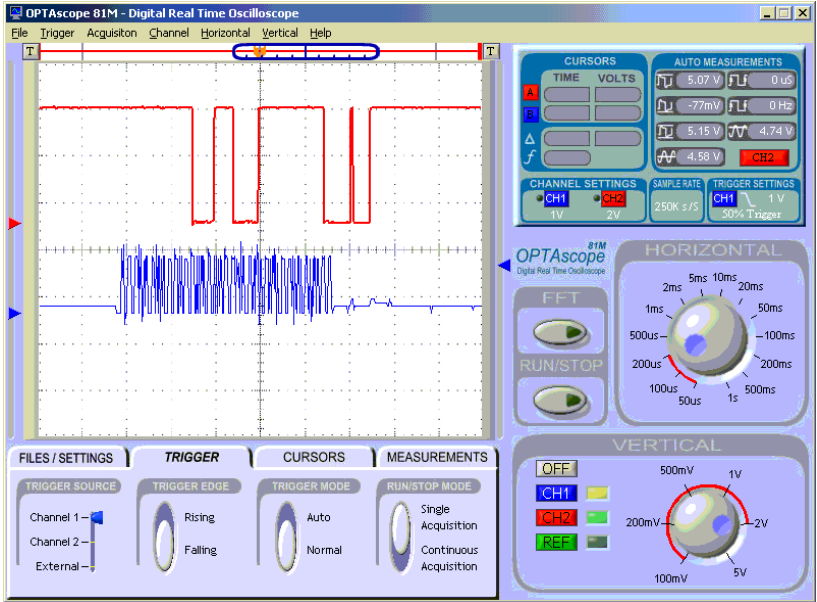 OPTAscope 81M - Digital Real Time Oscilloscope
File Trigger Acquisiton Channel Horizontal Vertical Help
T T T
CURSORS
TIME VOLTS
A
B
Δ
f
AUTO MEASUREMENTS
5.07 V 0 uS
-77mV 0 Hz
5.15 V 4.74 V
4.58 V CH2
CHANNEL SETTINGS
CH1 CH2
1V 2V
SAMPLE RATE
250K s/S
TRIGGER SETTINGS
CH1 1 V
50% Trigger
81M
OPTAscope
Digital Real Time Oscilloscope
FFT
RUN/STOP
HORIZONTAL
5ms 10ms
2ms 20ms
1ms 50ms
500us 100ms
200us 200ms
100us 500ms
50us 1s
FILES / SETTINGS TRIGGER CURSORS MEASUREMENTS
TRIGGER SOURCE
Channel 1
Channel 2
External
TRIGGER EDGE
Rising
Falling
TRIGGER MODE
Auto
Normal
RUN/STOP MODE
Single
Acquisition
Continuous
Acquisition
VERTICAL
OFF
CH1
CH2
REF
500mV 1V
200mV 2V
100mV 5V